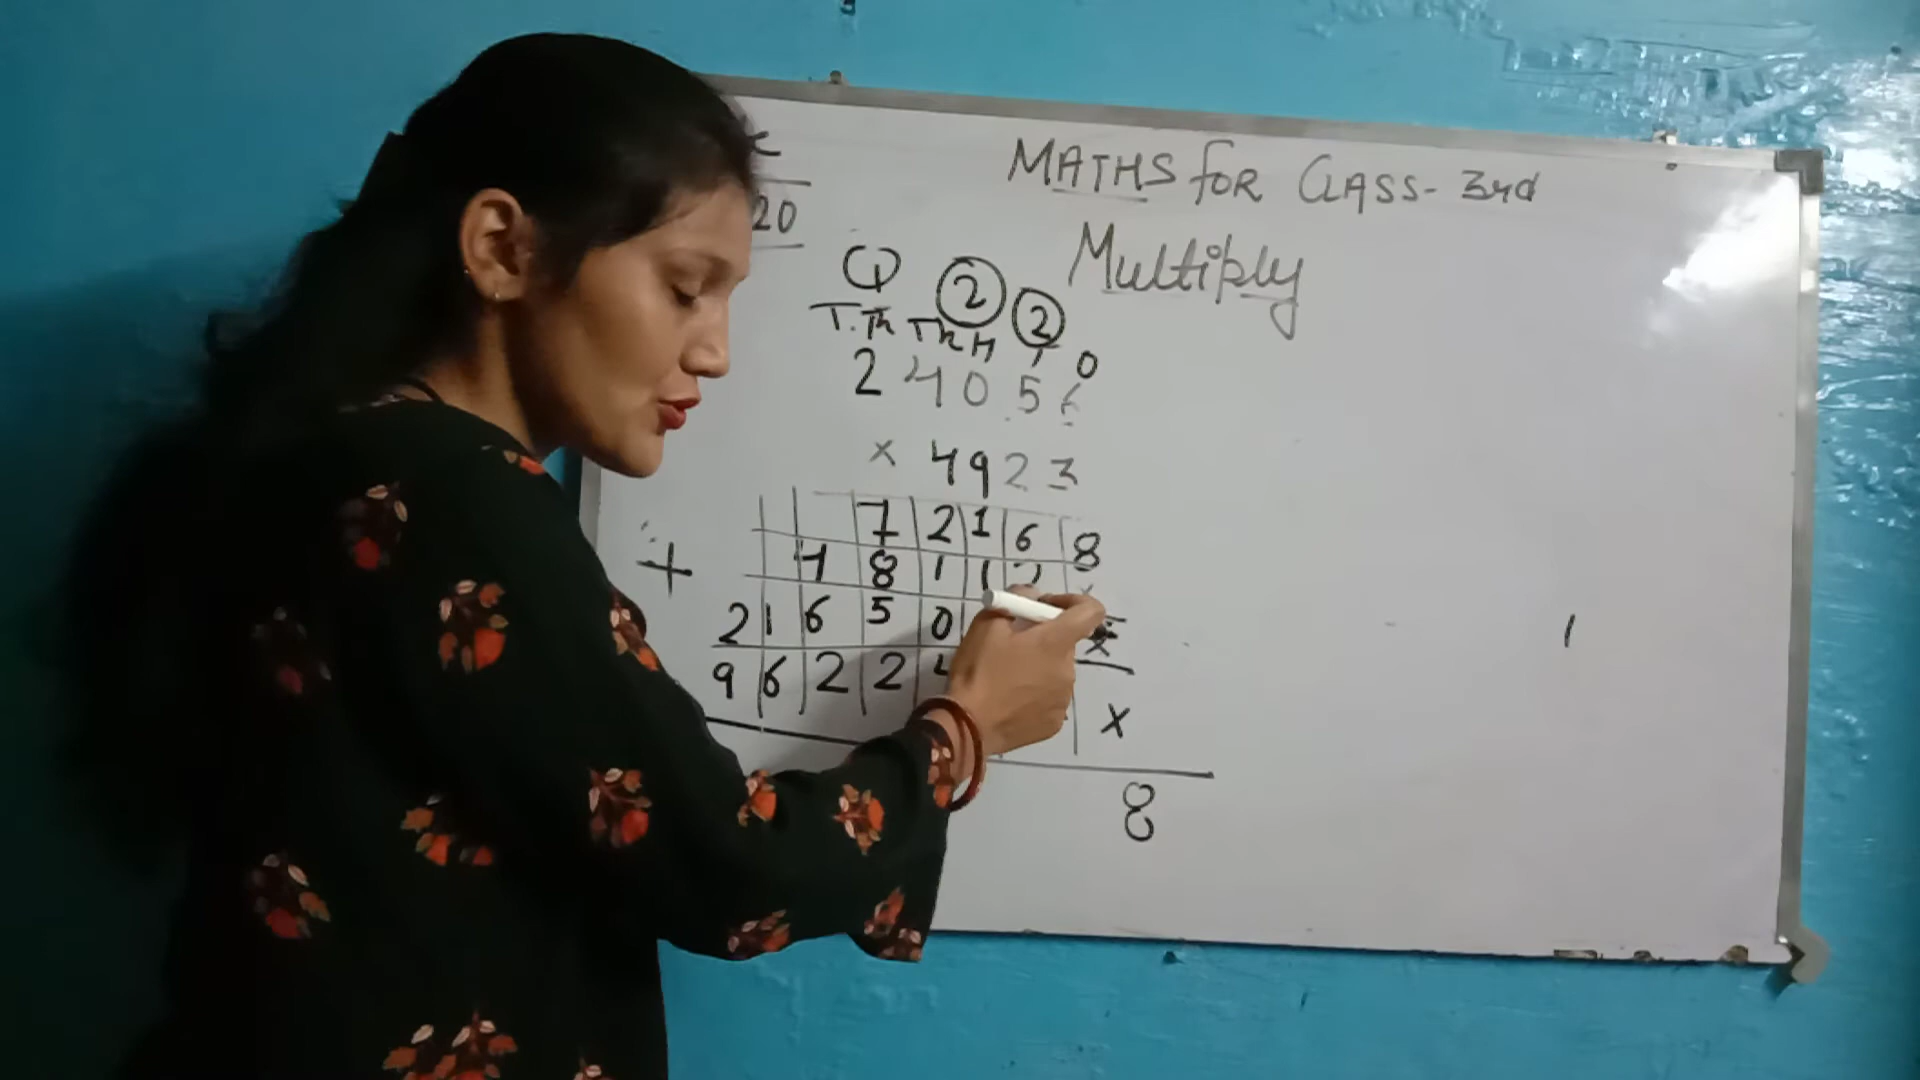 MATHS FOR CLASS- 3rd
20
Multiply
2 2
T.Th Th H T O
2 4 0 5 6
× 4 9 2 3
7 2 1 6 8
+ 4 8 1 1 2 ×
2 1 6 5 0 ×
9 6 2 2 4 ×
1
8